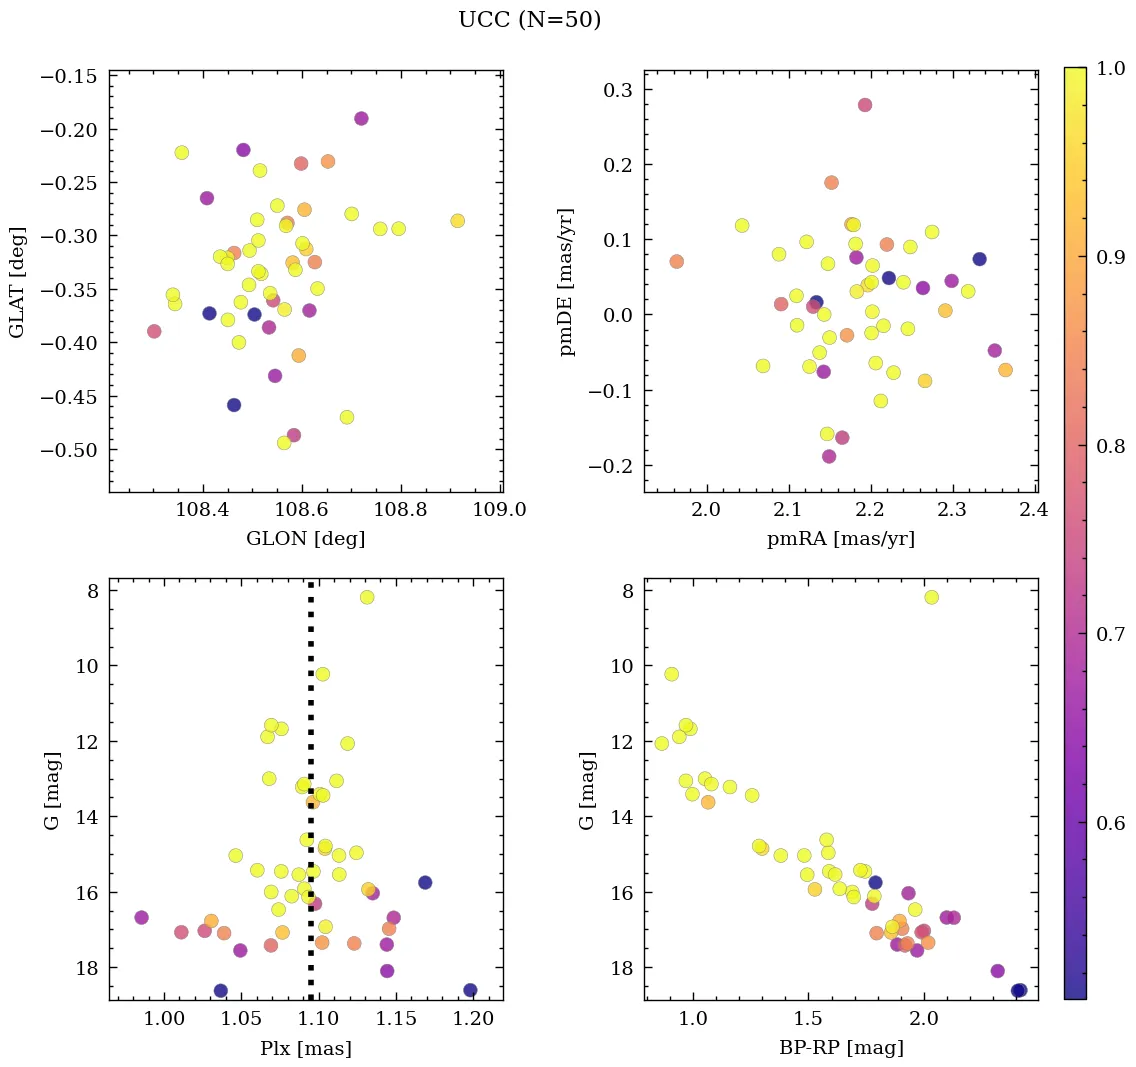 UCC (N=50)
−0.15
−0.20
−0.25
−0.30
−0.35
−0.40
−0.45
−0.50
GLAT [deg]
108.4 108.6 108.8 109.0
GLON [deg]
0.3
0.2
0.1
0.0
−0.1
−0.2
pmDE [mas/yr]
2.0 2.1 2.2 2.3 2.4
pmRA [mas/yr]
8
10
12
14
16
18
G [mag]
1.00 1.05 1.10 1.15 1.20
Plx [mas]
8
10
12
14
16
18
G [mag]
1.0 1.5 2.0
BP-RP [mag]
1.0
0.9
0.8
0.7
0.6